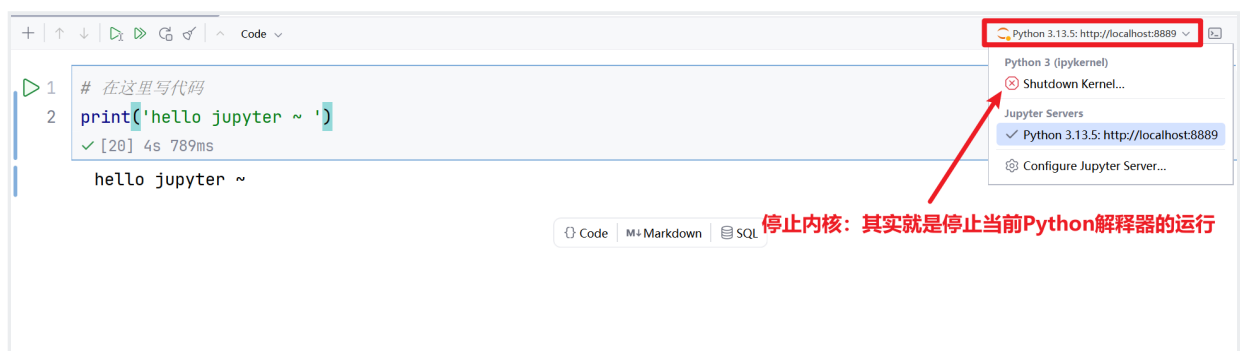 Code
Python 3.13.5: http://localhost:8889
Python 3 (ipykernel)
Shutdown Kernel...
Jupyter Servers
Python 3.13.5: http://localhost:8889
Configure Jupyter Server...
1 # 在这里写代码
2 print('hello jupyter ~ ')
[20] 4s 789ms
hello jupyter ~
停止内核：其实就是停止当前Python解释器的运行
Code M↓ Markdown SQL